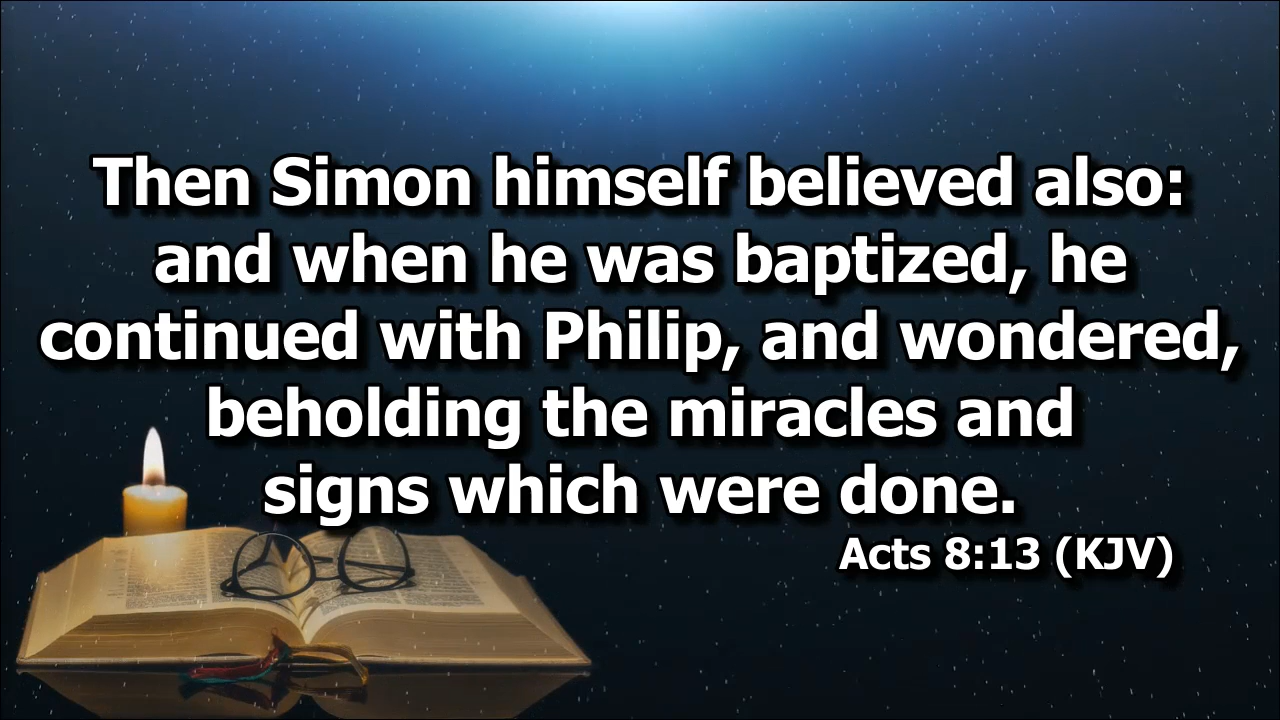 Then Simon himself believed also:
and when he was baptized, he
continued with Philip, and wondered,
beholding the miracles and
signs which were done.
Acts 8:13 (KJV)